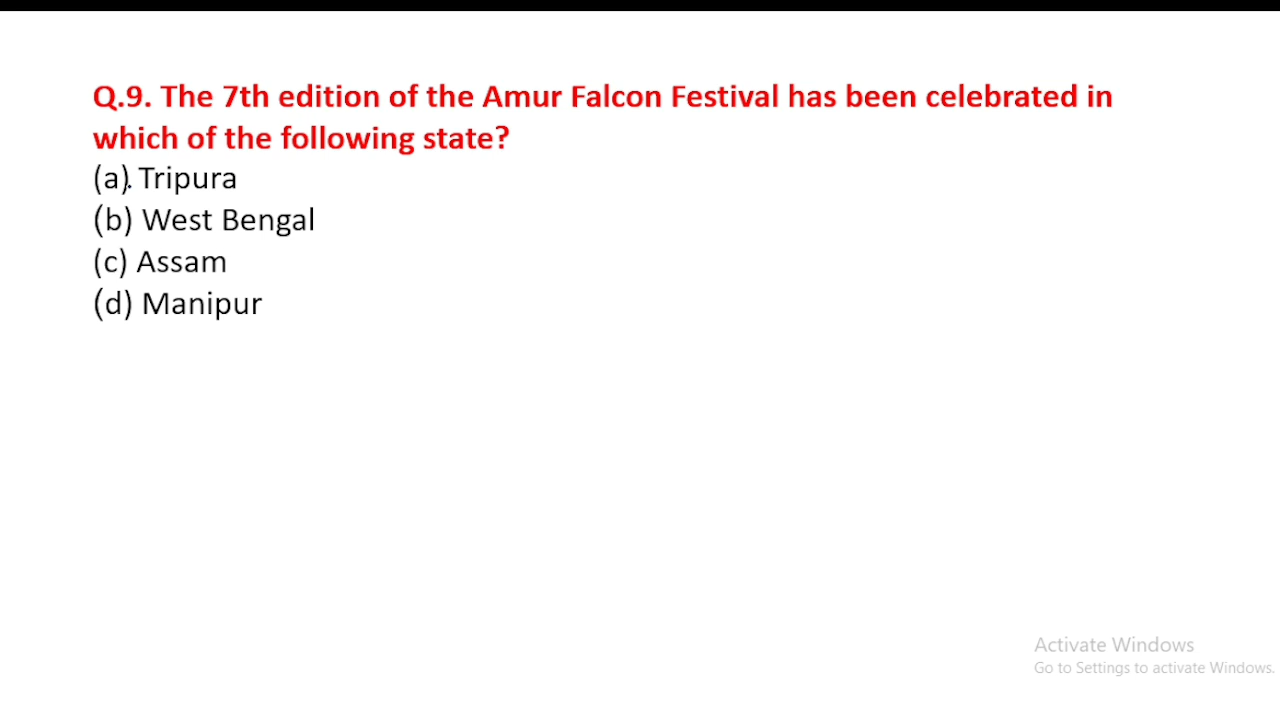 Q.9. The 7th edition of the Amur Falcon Festival has been celebrated in
which of the following state?
(a). Tripura
(b) West Bengal
(c) Assam
(d) Manipur
Activate Windows
Go to Settings to activate Windows.